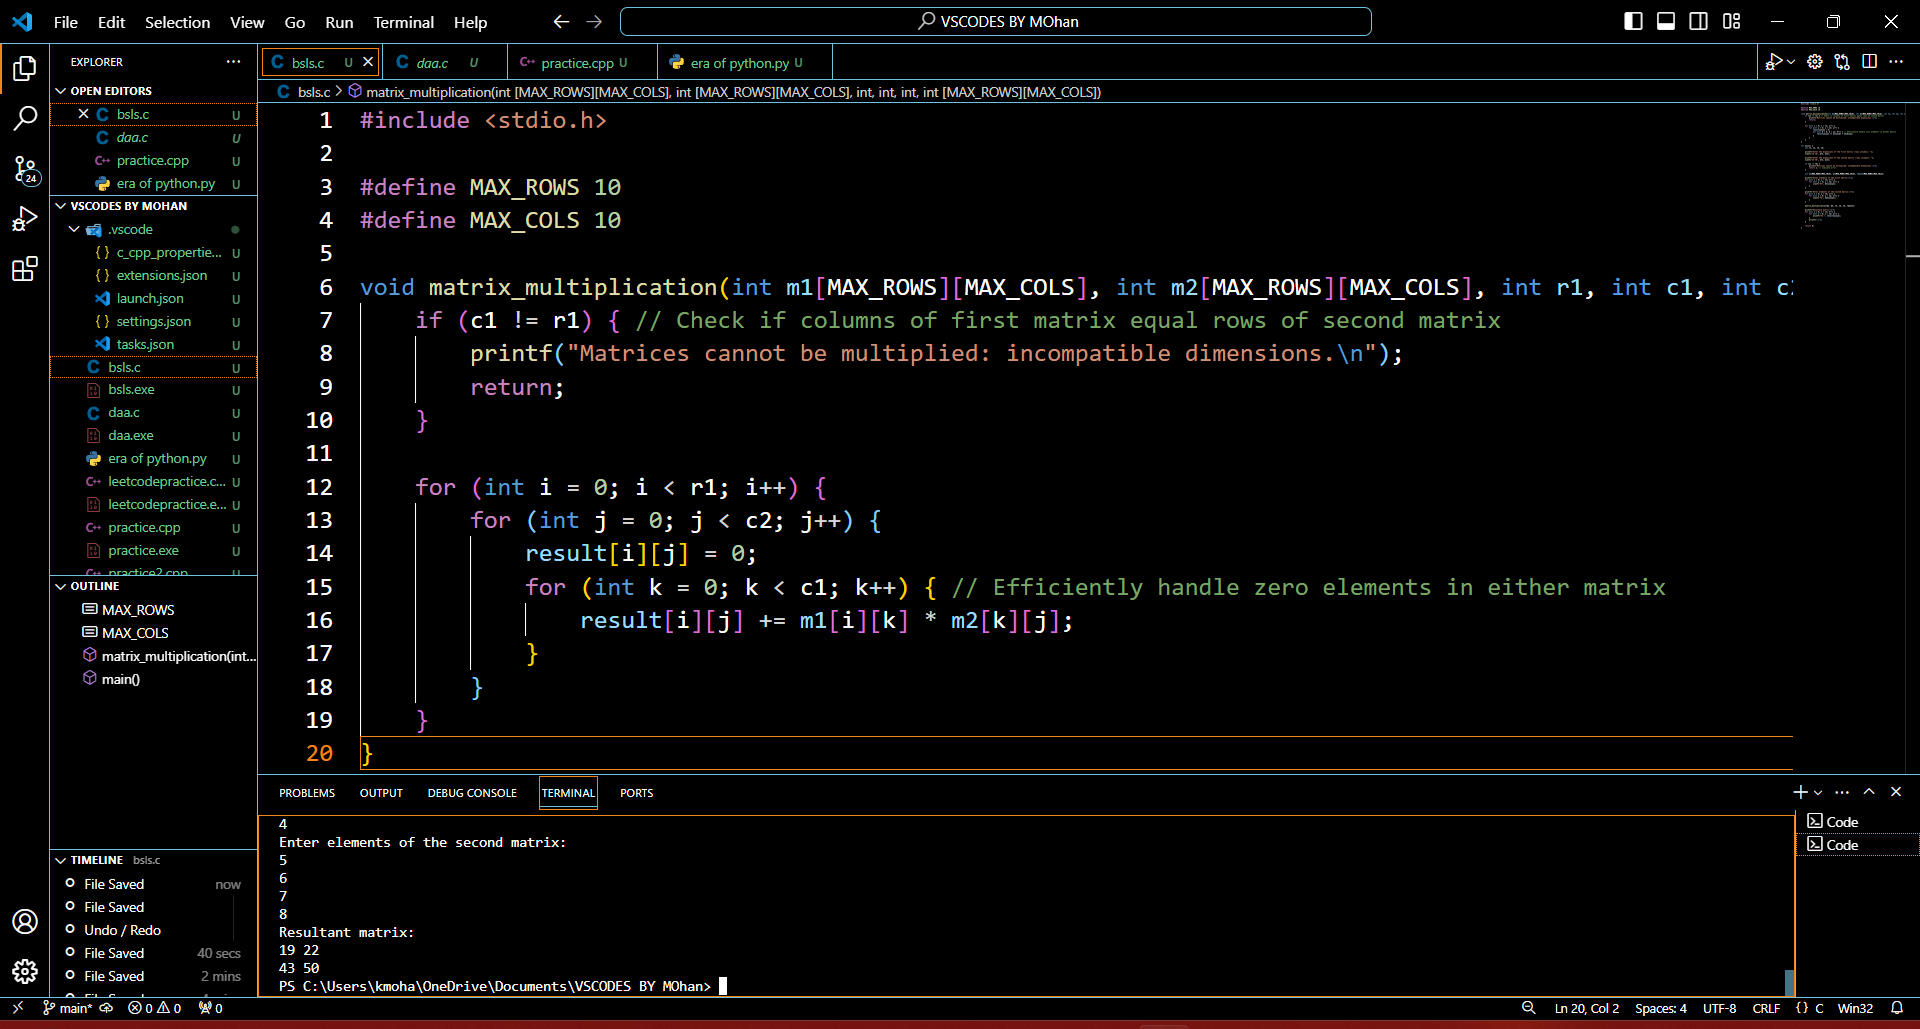 File Edit Selection View Go Run Terminal Help
VSCODES BY MOhan
EXPLORER
OPEN EDITORS
bsls.c U
daa.c U
practice.cpp U
era of python.py U
VSCODES BY MOHAN
.vscode
c_cpp_propertie... U
extensions.json U
launch.json U
settings.json U
tasks.json U
bsls.c U
bsls.exe U
daa.c U
daa.exe U
era of python.py U
leetcodepractice.c... U
leetcodepractice.e... U
practice.cpp U
practice.exe U
practice2.cpp U
24
OUTLINE
MAX_ROWS
MAX_COLS
matrix_multiplication(int...
main()
TIMELINE bsls.c
File Saved now
File Saved
Undo / Redo
File Saved 40 secs
File Saved 2 mins
bsls.c U
daa.c U
practice.cpp U
era of python.py U
bsls.c > matrix_multiplication(int [MAX_ROWS][MAX_COLS], int [MAX_ROWS][MAX_COLS], int, int, int, int [MAX_ROWS][MAX_COLS])
1 #include <stdio.h>
2
3 #define MAX_ROWS 10
4 #define MAX_COLS 10
5
6 void matrix_multiplication(int m1[MAX_ROWS][MAX_COLS], int m2[MAX_ROWS][MAX_COLS], int r1, int c1, int c2
7 if (c1 != r1) { // Check if columns of first matrix equal rows of second matrix
8 printf("Matrices cannot be multiplied: incompatible dimensions.\n");
9 return;
10 }
11
12 for (int i = 0; i < r1; i++) {
13 for (int j = 0; j < c2; j++) {
14 result[i][j] = 0;
15 for (int k = 0; k < c1; k++) { // Efficiently handle zero elements in either matrix
16 result[i][j] += m1[i][k] * m2[k][j];
17 }
18 }
19 }
20 }
PROBLEMS OUTPUT DEBUG CONSOLE TERMINAL PORTS
4
Enter elements of the second matrix:
5
6
7
8
Resultant matrix:
19 22
43 50
PS C:\Users\kmoha\OneDrive\Documents\VSCODES BY MOhan>
Code
Code
main* 0 0 0
Ln 20, Col 2 Spaces: 4 UTF-8 CRLF {} C Win32